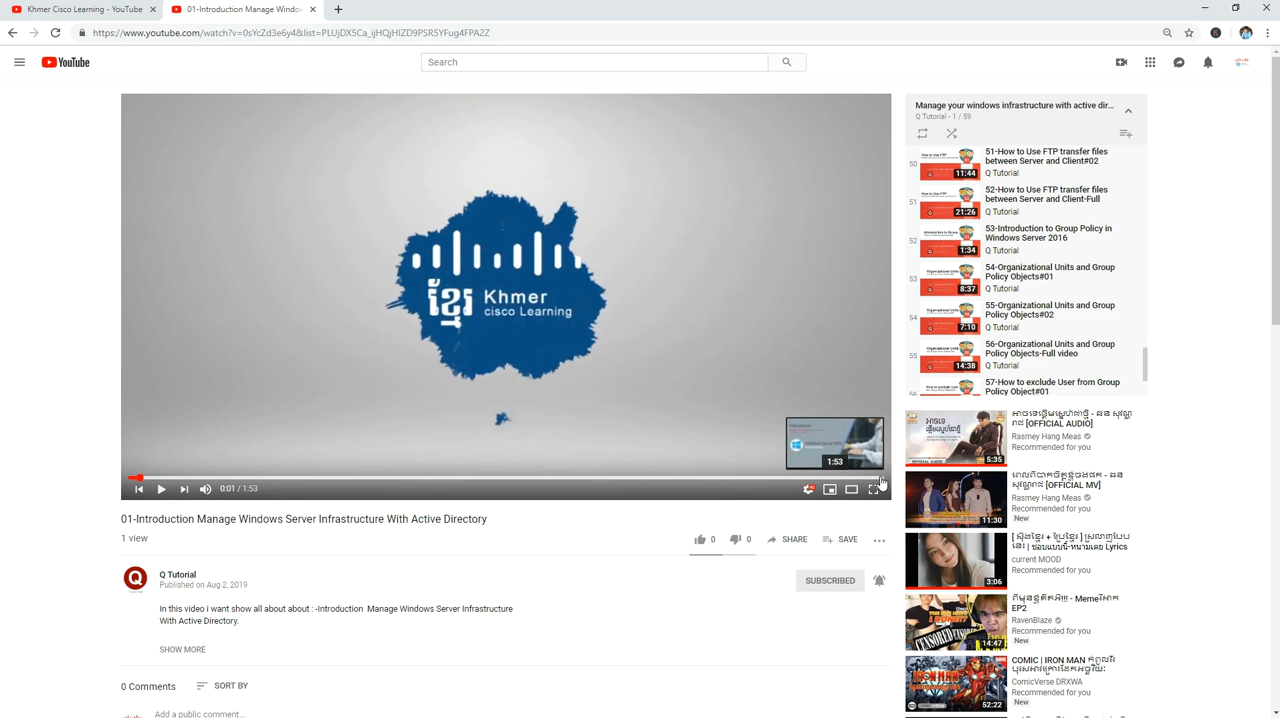 Khmer Cisco Learning - YouTube
01-Introduction Manage Windo
https://www.youtube.com/watch?v=0sYcZd3e6y4&list=PLUjDX5Ca_ijHQjHIZD9PSR5YFug4FPA2Z
YouTube
Search
ខ្មែរ
Khmer
cisco Learning
1:53
0:01 / 1:53
01-Introduction Manage Windows Server Infrastructure With Active Directory
1 view
0
0
SHARE
SAVE
Q Tutorial
Published on Aug 2, 2019
SUBSCRIBED
In this video i want show all about about : -Introduction Manage Windows Server Infrastructure
With Active Directory.
SHOW MORE
0 Comments
SORT BY
Add a public comment...
Manage your windows infrastructure with active dir...
Q Tutorial - 1 / 59
50
11:44
51-How to Use FTP transfer files
between Server and Client#02
Q Tutorial
51
21:26
52-How to Use FTP transfer files
between Server and Client-Full
Q Tutorial
52
1:34
53-Introduction to Group Policy in
Windows Server 2016
Q Tutorial
53
8:37
54-Organizational Units and Group
Policy Objects#01
Q Tutorial
54
7:10
55-Organizational Units and Group
Policy Objects#02
Q Tutorial
55
14:38
56-Organizational Units and Group
Policy Objects-Full video
Q Tutorial
57-How to exclude User from Group
Policy Object#01
[OFFICIAL AUDIO]
Rasmey Hang Meas
Recommended for you
5:35
[OFFICIAL MV]
Rasmey Hang Meas
Recommended for you
New
11:30
Lyrics
current MOOD
Recommended for you
3:06
EP2
RavenBlaze
Recommended for you
New
CENSORED
14:47
COMIC | IRON MAN
ComicVerse DRXWA
Recommended for you
New
IRON MAN
52:22